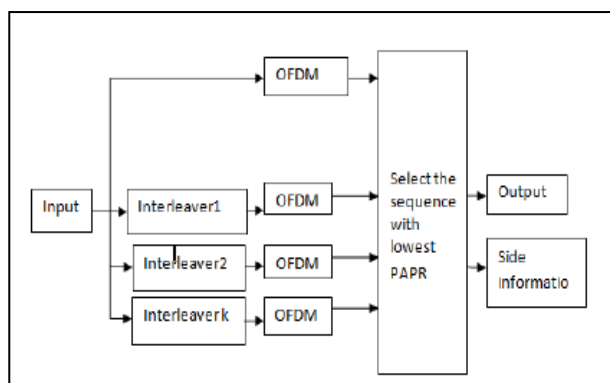 OFDM
Input
Interleaver1
OFDM
Interleaver2
OFDM
Interleaverk
OFDM
Select the
sequence
with
lowest
PAPR
Output
Side
Informatio